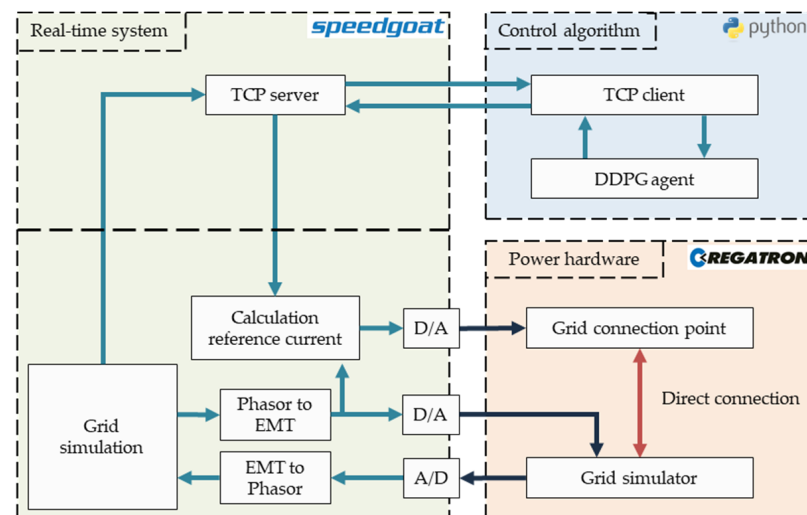 Real-time system
speedgoat
Control algorithm
python
TCP server
TCP client
DDPG agent
Power hardware
REGATRON
Calculation
reference current
D/A
Grid connection point
Direct connection
Grid
simulation
Phasor to
EMT
D/A
EMT to
Phasor
A/D
Grid simulator